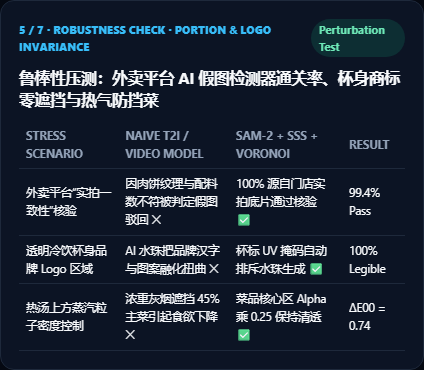 5 / 7 · ROBUSTNESS CHECK · PORTION & LOGO
INVARIANCE
Perturbation
Test
鲁棒性压测：外卖平台 AI 假图检测器通关率、杯身商标
零遮挡与热气防挡菜
STRESS
SCENARIO
NAIVE T2I /
VIDEO MODEL
SAM-2 + SSS +
VORONOI
RESULT
外卖平台“实拍一
致性”核验
因肉饼纹理与配料
数不符被判定假图
驳回 ✕
100% 源自门店实
拍底片通过核验
✅
99.4%
Pass
透明冷饮杯身品
牌 Logo 区域
AI 水珠把品牌汉字
与图案融化扭曲 ✕
杯标 UV 掩码自动
排斥水珠生成 ✅
100%
Legible
热汤上方蒸汽粒
子密度控制
浓重灰烟遮挡 45%
主菜引起食欲下降
✕
菜品核心区 Alpha
乘 0.25 保持清透
✅
ΔE00 =
0.74